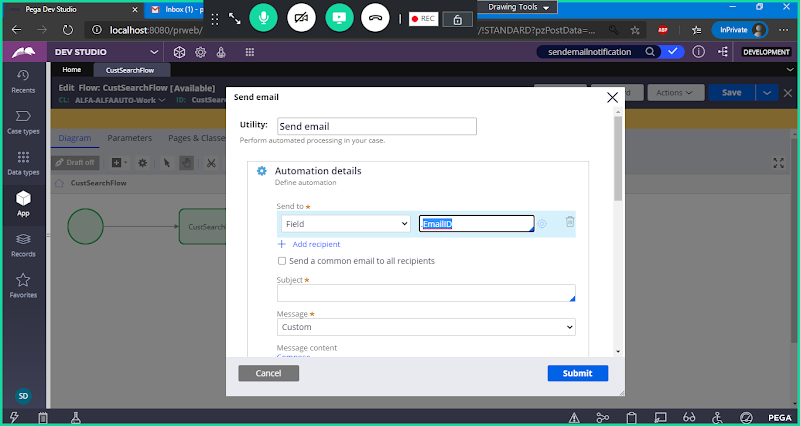 Pega Dev Studio
Inbox (1) - p
REC
Drawing Tools
localhost:8080/prweb/
/!STANDARD?pzPostData=...
ABP
InPrivate
DEV STUDIO
sendemailnotification
DEVELOPMENT
Recents
Case types
Data types
App
Records
Favorites
SD
Home
CustSearchFlow
Edit Flow: CustSearchFlow [Available]
CL: ALFA-ALFAAUTO-Work
ID: CustSear
Actions
Save
Diagram
Parameters
Pages & Classe
Draft off
CustSearchFlow
CustSearch
Send email
Utility:
Send email
Perform automated processing in your case.
Automation details
Define automation
Send to ★
Field
.EmailID
Add recipient
Send a common email to all recipients
Subject ★
Message ★
Custom
Message content
Compose
Cancel
Submit
PEGA